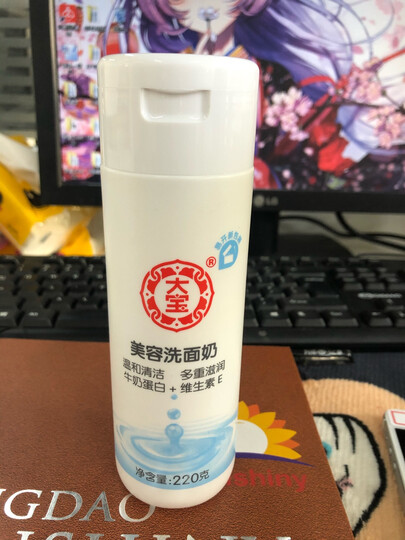 大宝
®
美容洗面奶
温和清洁 多重滋润
牛奶蛋白 + 维生素 E
净含量:220克
LG
NGDAO
shiny